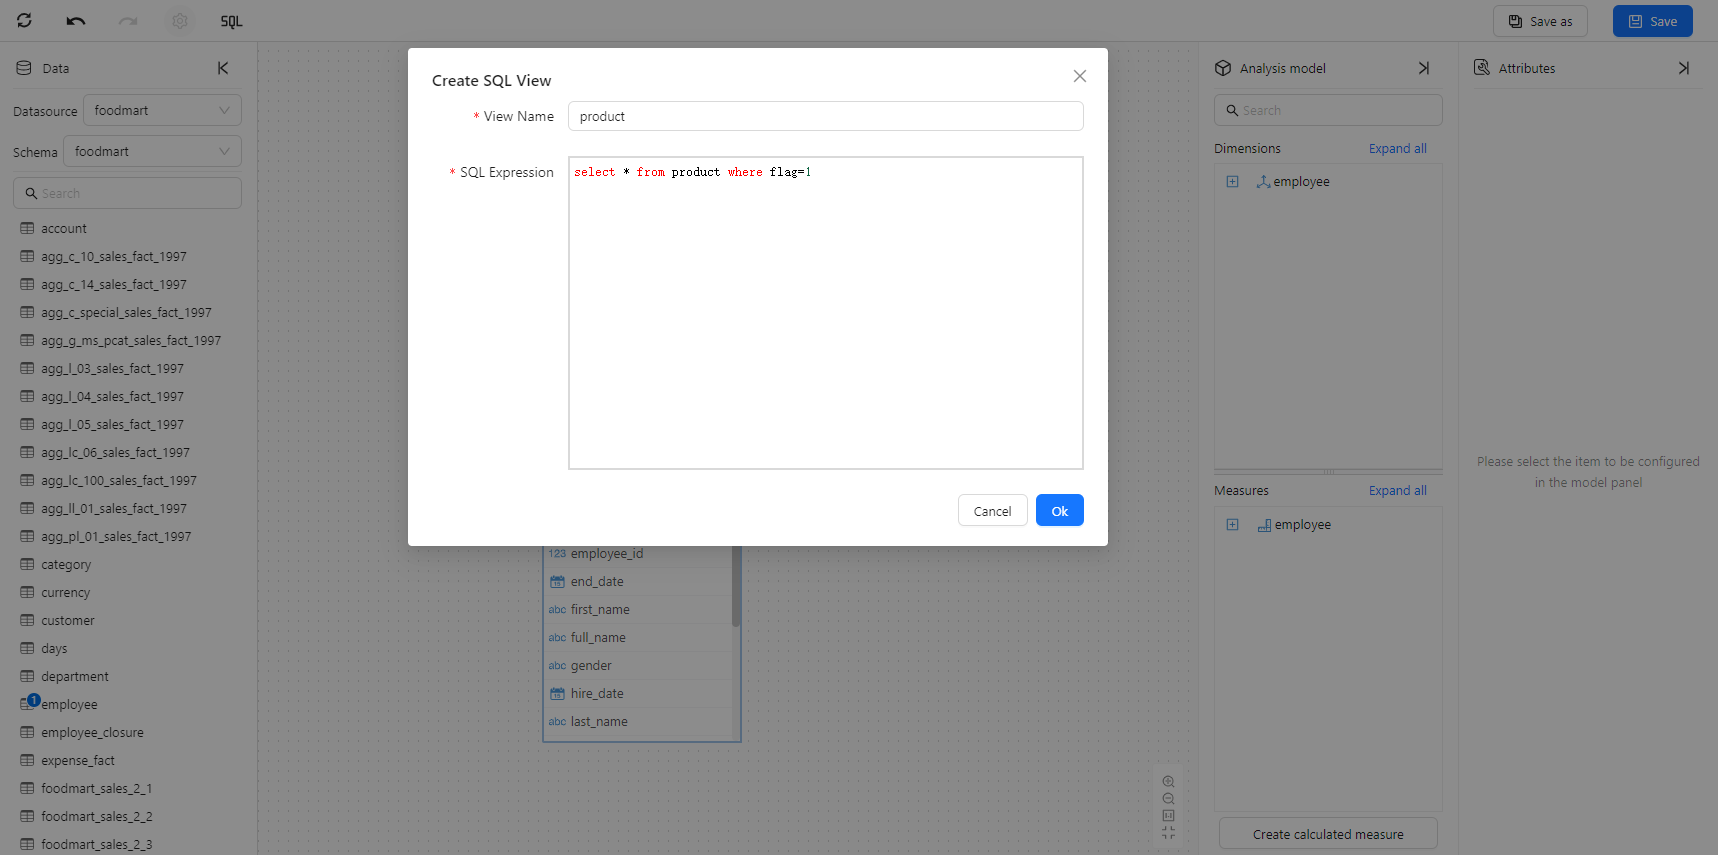 SQL
Save as
Save
Data
Datasource
foodmart
Schema
foodmart
Search
account
agg_c_10_sales_fact_1997
agg_c_14_sales_fact_1997
agg_c_special_sales_fact_1997
agg_g_ms_pcat_sales_fact_1997
agg_l_03_sales_fact_1997
agg_l_04_sales_fact_1997
agg_l_05_sales_fact_1997
agg_lc_06_sales_fact_1997
agg_lc_100_sales_fact_1997
agg_ll_01_sales_fact_1997
agg_pl_01_sales_fact_1997
category
currency
customer
days
department
1
employee
employee_closure
expense_fact
foodmart_sales_2_1
foodmart_sales_2_2
foodmart_sales_2_3
Create SQL View
* View Name
product
* SQL Expression
select * from product where flag=1
Cancel
Ok
123 employee_id
end_date
abc first_name
abc full_name
abc gender
hire_date
abc last_name
Analysis model
Search
Dimensions
Expand all
employee
Measures
Expand all
employee
Create calculated measure
Attributes
Please select the item to be configured
in the model panel